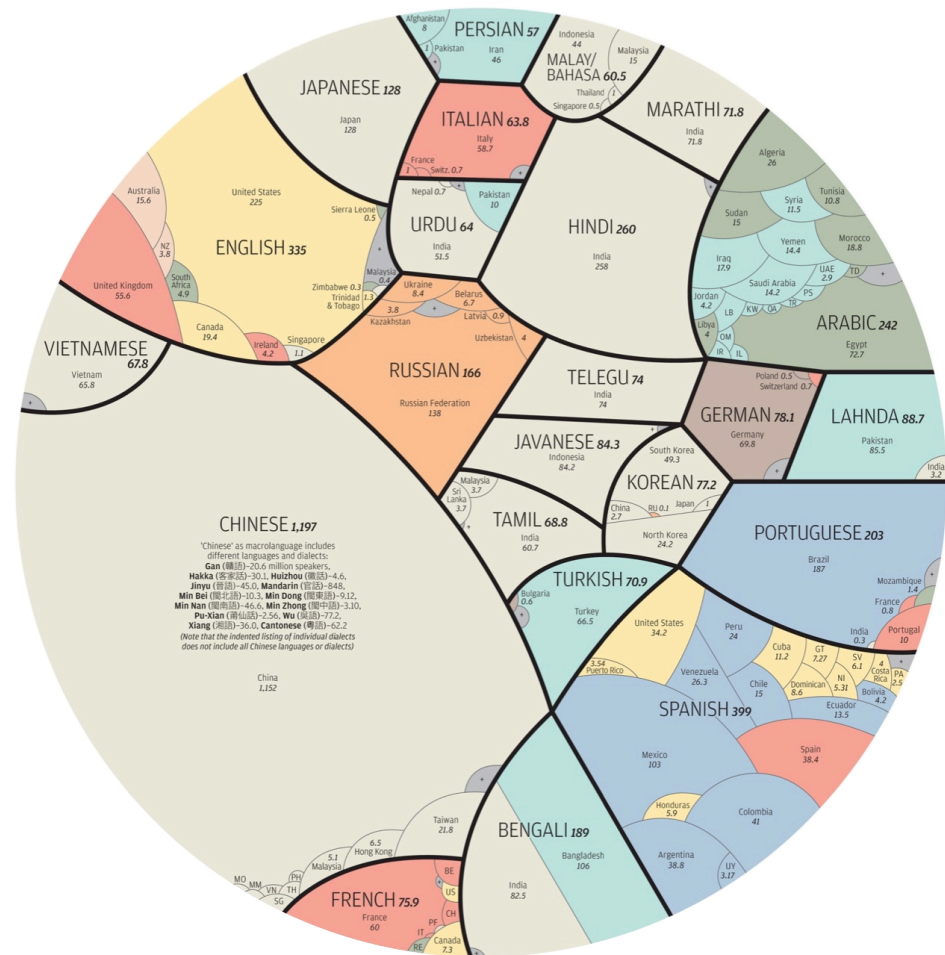 Afghanistan
8
PERSIAN 57
1 Pakistan
Iran
46
+
Indonesia
44
Malaysia
15
MALAY/
BAHASA 60.5
Thailand
1
Singapore 0.5
JAPANESE 128
Japan
128
ITALIAN 63.8
Italy
58.7
France
1
Switz. 0.7
+
MARATHI 71.8
India
71.8
+
Nepal 0.7
+
Pakistan
10
URDU 64
India
51.5
HINDI 260
India
258
Algeria
26
Tunisia
10.8
Syria
11.5
Sudan
15
Morocco
18.8
Yemen
14.4
Iraq
17.9
UAE
2.9
TD
+
Saudi Arabia
14.2
PS
TR
Jordan
4.2
LB
KW
QA
Libya
4
OM
IR
IL
ARABIC 242
Egypt
72.7
Australia
15.6
United States
225
NZ
3.8
Sierra Leone
0.5
ENGLISH 335
+
South
Africa
4.9
Malaysia
0.4
United Kingdom
55.6
Zimbabwe 0.3
Trinidad
& Tobago
1.3
Canada
19.4
Ireland
4.2
Singapore
1.1
Ukraine
8.4
Belarus
6.7
3.8
Kazakhstan
+
Latvia 0.9
Uzbekistan
4
RUSSIAN 166
Russian Federation
138
VIETNAMESE
67.8
Vietnam
65.8
+
TELEGU 74
India
74
Poland 0.5
Switzerland 0.7
GERMAN 78.1
Germany
69.8
+
LAHNDA 88.7
Pakistan
85.5
India
3.2
JAVANESE 84.3
Indonesia
84.2
+
South Korea
49.3
KOREAN 77.2
China
2.7
RU 0.1
Japan
1
North Korea
24.2
Malaysia
3.7
Sri
Lanka
3.7
+
TAMIL 68.8
India
60.7
PORTUGUESE 203
Brazil
187
Mozambique
1.4
France
0.8
Portugal
10
India
0.3
CHINESE 1,197
'Chinese' as macrolanguage includes
different languages and dialects:
Gan (贛語)–20.6 million speakers,
Hakka (客家話)–30.1, Huizhou (徽話)–4.6,
Jinyu (晉語)–45.0, Mandarin (官話)–848,
Min Bei (閩北語)–10.3, Min Dong (閩東語)–9.12,
Min Nan (閩南語)–46.6, Min Zhong (閩中語)–3.10,
Pu-Xian (莆仙話)–2.56, Wu (吳語)–77.2,
Xiang (湘語)–36.0, Cantonese (粵語)–62.2
(Note that the indented listing of individual dialects
does not include all Chinese languages or dialects)
China
1,152
TURKISH 70.9
Bulgaria
0.6
Turkey
66.5
+
United States
34.2
Peru
24
Cuba
11.2
GT
7.27
SV
6.1
4
Costa
Rica
+
PA
2.5
3.54
Puerto Rico
Venezuela
26.3
Chile
15
Dominican
8.6
NI
5.31
Bolivia
4.2
Ecuador
13.5
SPANISH 399
Mexico
103
Spain
38.4
Honduras
5.9
Colombia
41
Argentina
38.8
UY
3.17
+
Taiwan
21.8
BENGALI 189
Bangladesh
106
India
82.5
+
6.5
Hong Kong
5.1
Malaysia
PH
MO
MM
VN
TH
SG
FRENCH 75.9
France
60
BE
+
US
CH
PF
IT
RE
Canada
7.3